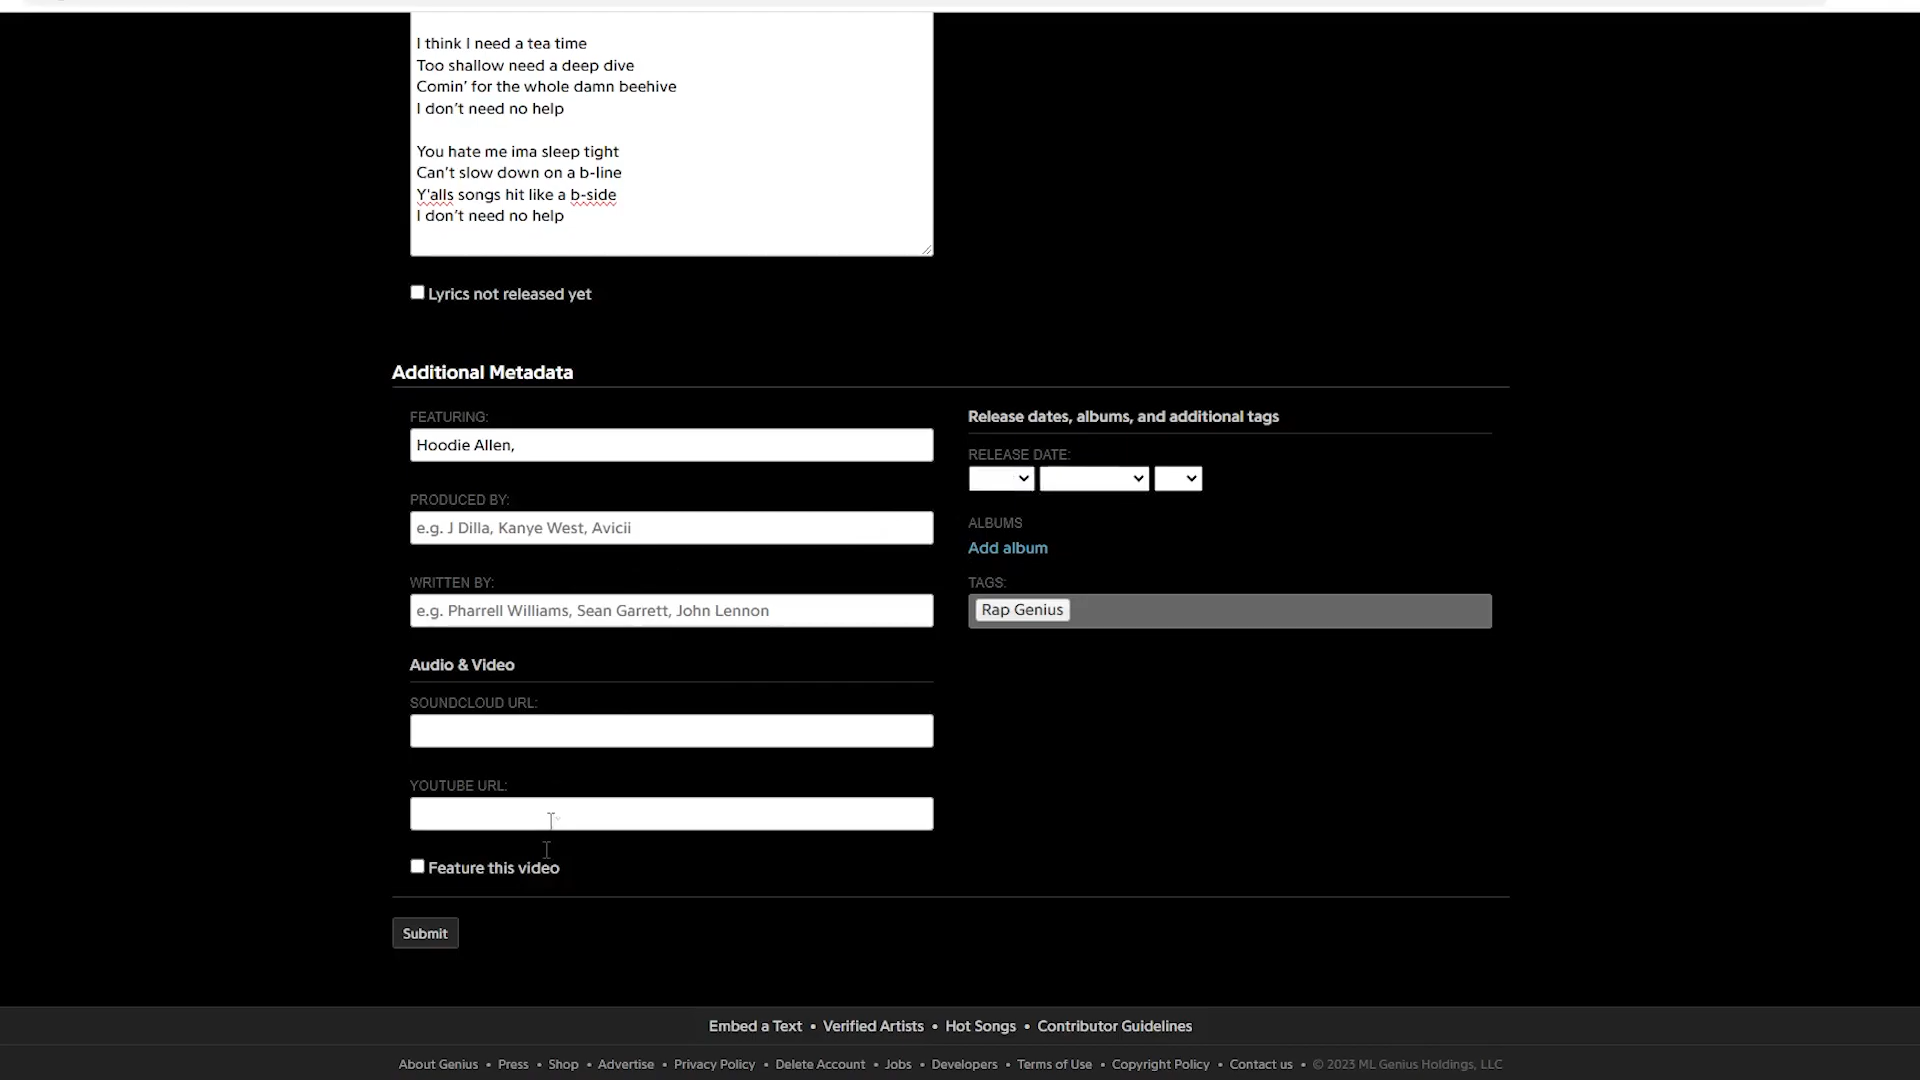 I think I need a tea time
Too shallow need a deep dive
Comin’ for the whole damn beehive
I don’t need no help
You hate me ima sleep tight
Can’t slow down on a b-line
Y'alls songs hit like a b-side
I don’t need no help
Lyrics not released yet
Additional Metadata
FEATURING:
Hoodie Allen,
PRODUCED BY:
e.g. J Dilla, Kanye West, Avicii
WRITTEN BY:
e.g. Pharrell Williams, Sean Garrett, John Lennon
Audio & Video
SOUNDCLOUD URL:
YOUTUBE URL:
Feature this video
Release dates, albums, and additional tags
RELEASE DATE:
ALBUMS
Add album
TAGS:
Rap Genius
Submit
Embed a Text • Verified Artists • Hot Songs • Contributor Guidelines
About Genius • Press • Shop • Advertise • Privacy Policy • Delete Account • Jobs • Developers • Terms of Use • Copyright Policy • Contact us • © 2023 ML Genius Holdings, LLC